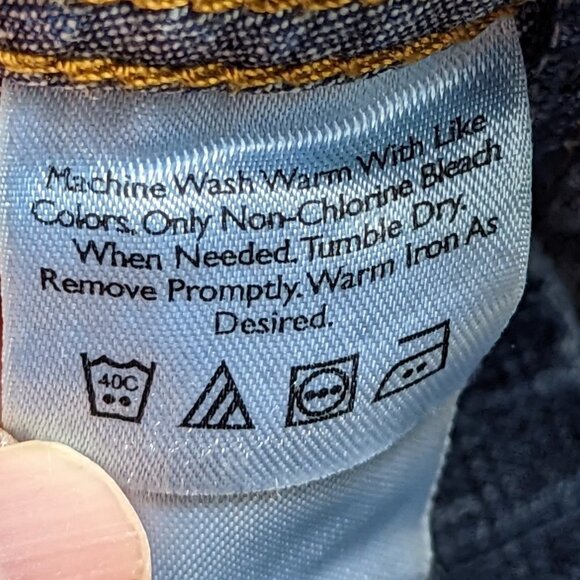 Machine Wash Warm With Like
Colors. Only Non-Chlorine Bleach
When Needed. Tumble Dry.
Remove Promptly. Warm Iron As
Desired.
40C